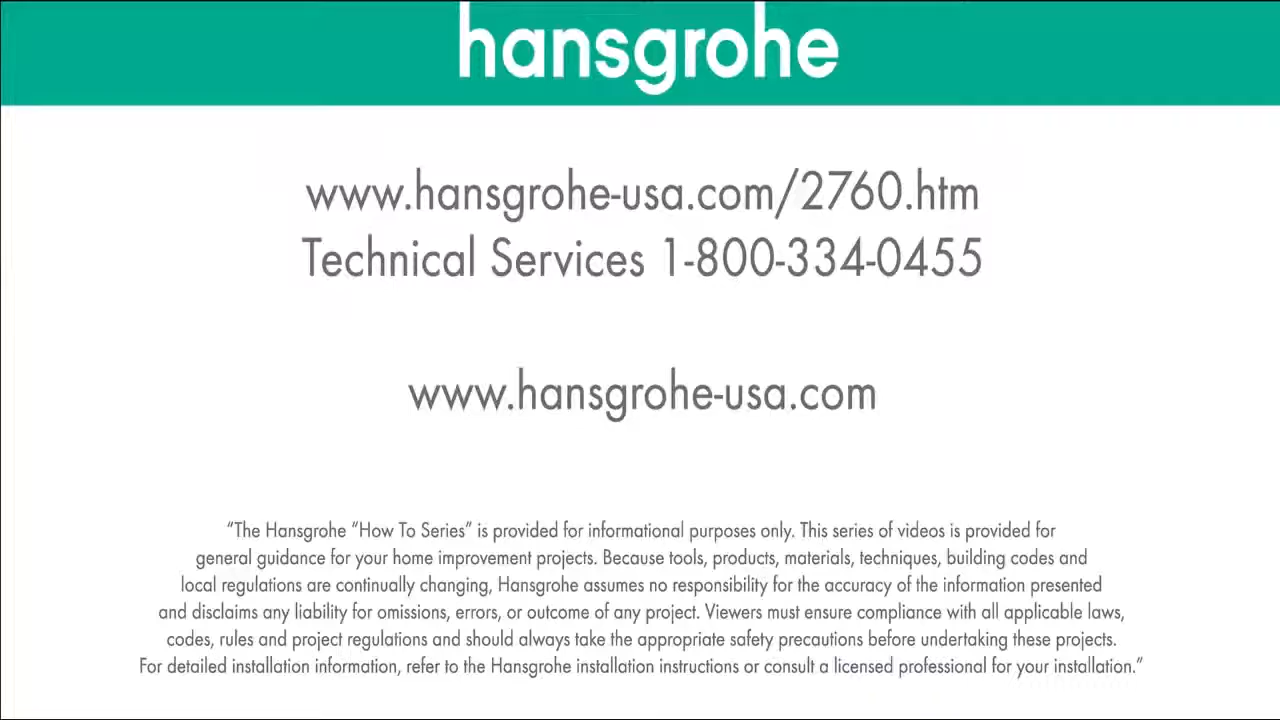 hansgrohe
www.hansgrohe-usa.com/2760.htm
Technical Services 1-800-334-0455
www.hansgrohe-usa.com
“The Hansgrohe “How To Series” is provided for informational purposes only. This series of videos is provided for
general guidance for your home improvement projects. Because tools, products, materials, techniques, building codes and
local regulations are continually changing, Hansgrohe assumes no responsibility for the accuracy of the information presented
and disclaims any liability for omissions, errors, or outcome of any project. Viewers must ensure compliance with all applicable laws,
codes, rules and project regulations and should always take the appropriate safety precautions before undertaking these projects.
For detailed installation information, refer to the Hansgrohe installation instructions or consult a licensed professional for your installation.”